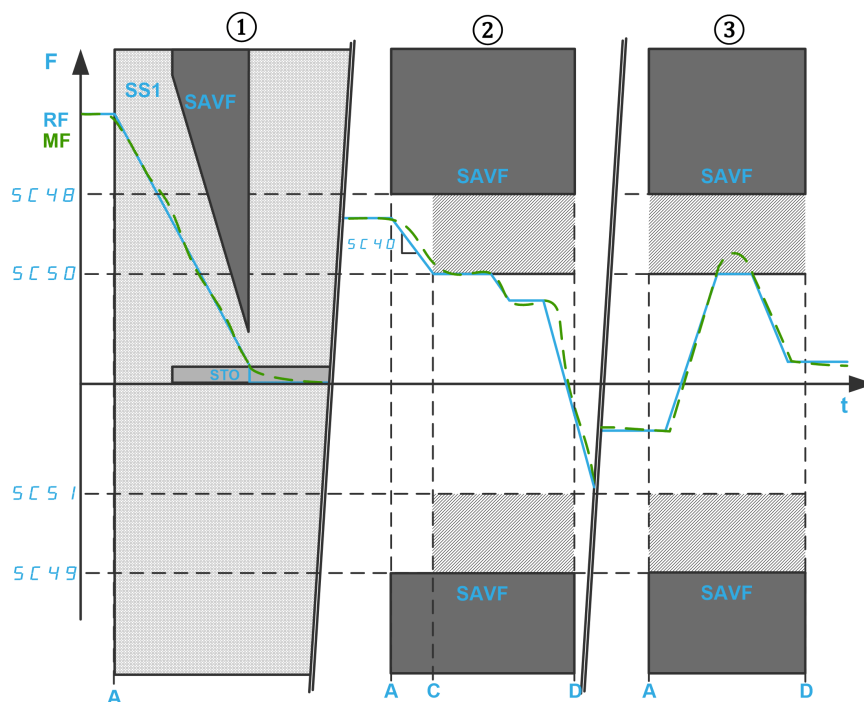 ① ② ③
F
SS1
SAVF
RF
MF
SAVF SAVF
SC48
SC40
SC50
STO
t
SC51
SC49
SAVF SAVF
A A C D A D